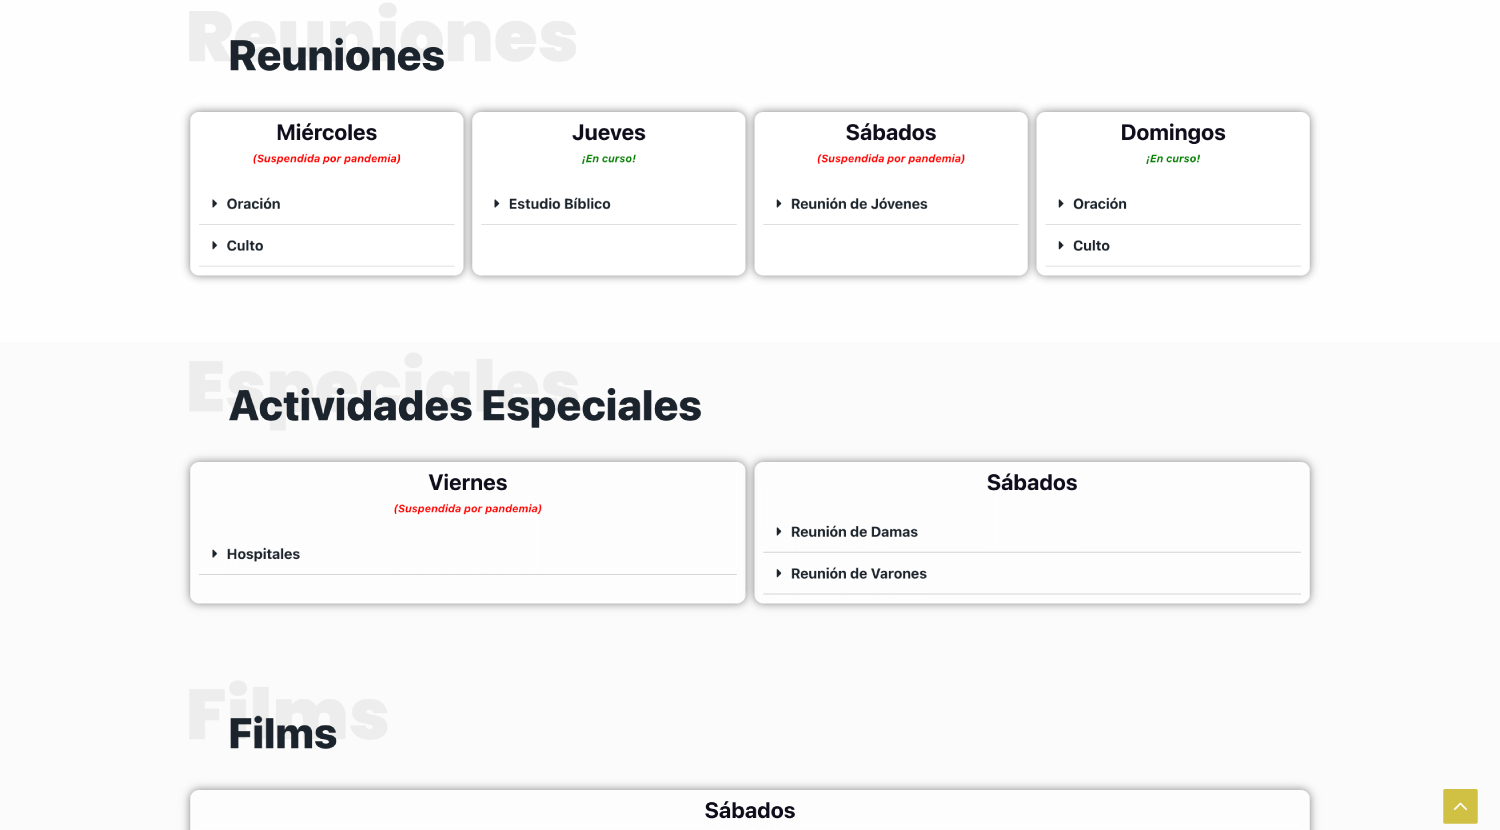 Reuniones
Reuniones
Miércoles
(Suspendida por pandemia)
Oración
Culto
Jueves
¡En curso!
Estudio Bíblico
Sábados
(Suspendida por pandemia)
Reunión de Jóvenes
Domingos
¡En curso!
Oración
Culto
Especiales
Actividades Especiales
Viernes
(Suspendida por pandemia)
Hospitales
Sábados
Reunión de Damas
Reunión de Varones
Films
Films
Sábados